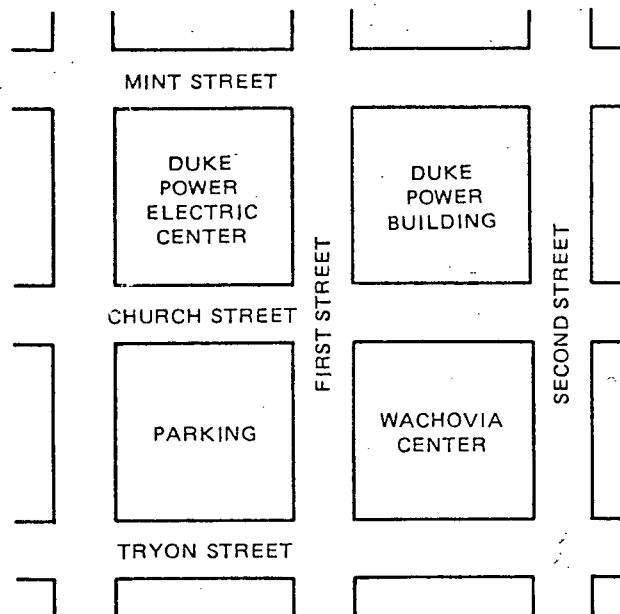 MINT STREET
DUKE
POWER
ELECTRIC
CENTER
DUKE
POWER
BUILDING
CHURCH STREET
FIRST STREET
SECOND STREET
PARKING
WACHOVIA
CENTER
TRYON STREET